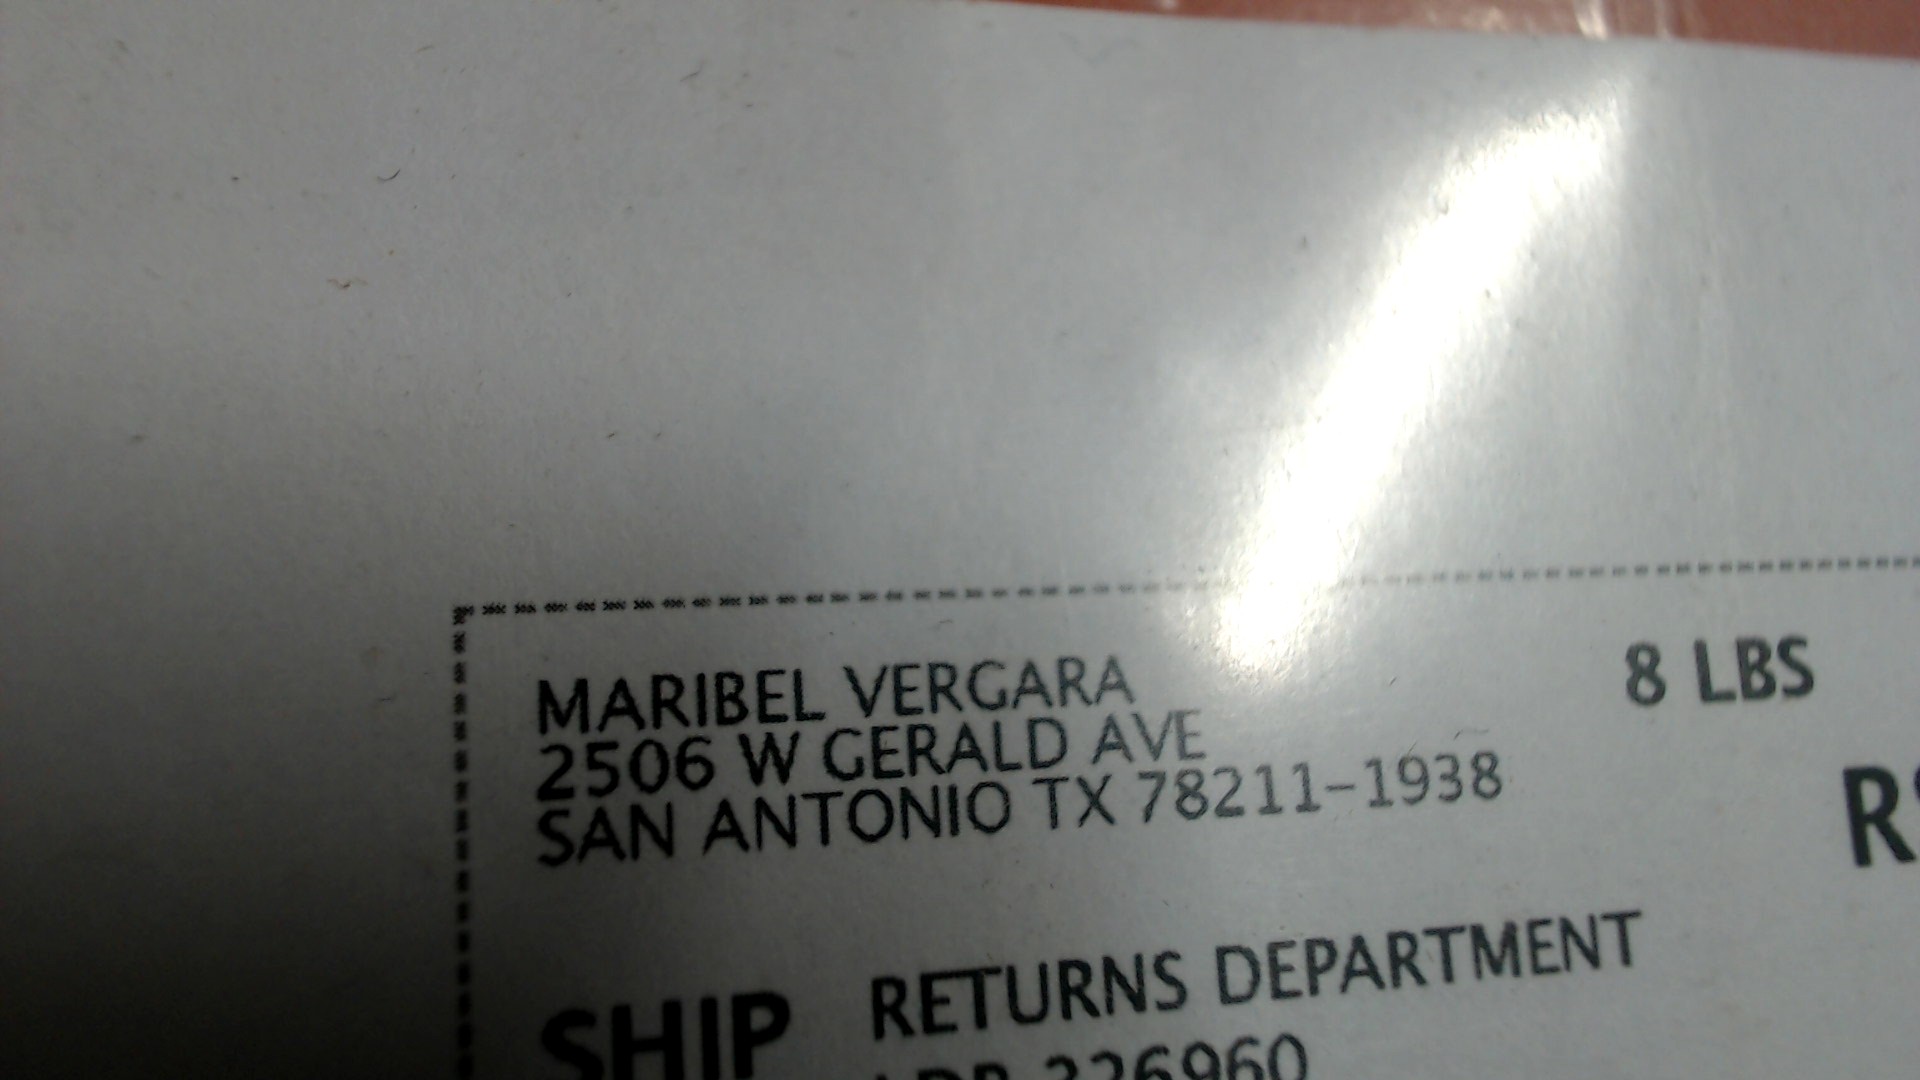 MARIBEL VERGARA
8 LBS
2506 W GERALD AVE
SAN ANTONIO TX 78211-1938
SHIP
RETURNS DEPARTMENT